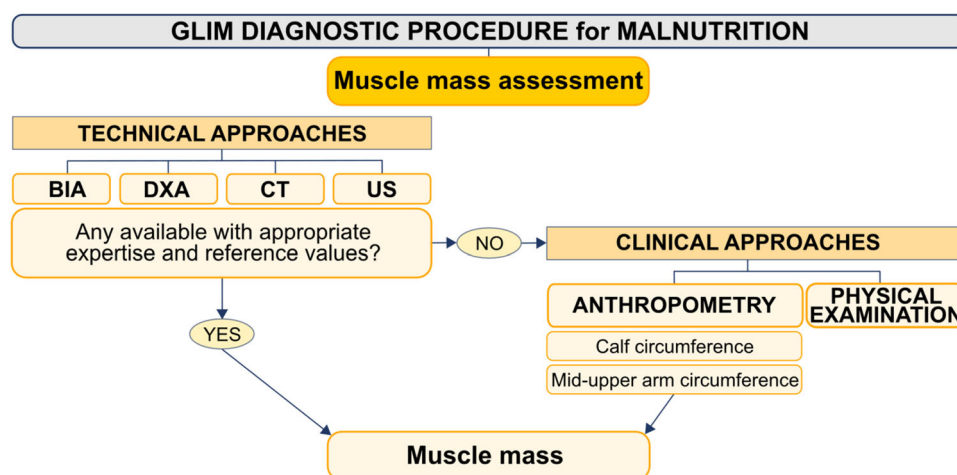 GLIM DIAGNOSTIC PROCEDURE for MALNUTRITION
Muscle mass assessment
TECHNICAL APPROACHES
BIA
DXA
CT
US
Any available with appropriate
expertise and reference values?
NO
YES
CLINICAL APPROACHES
ANTHROPOMETRY
PHYSICAL
EXAMINATION
Calf circumference
Mid-upper arm circumference
Muscle mass